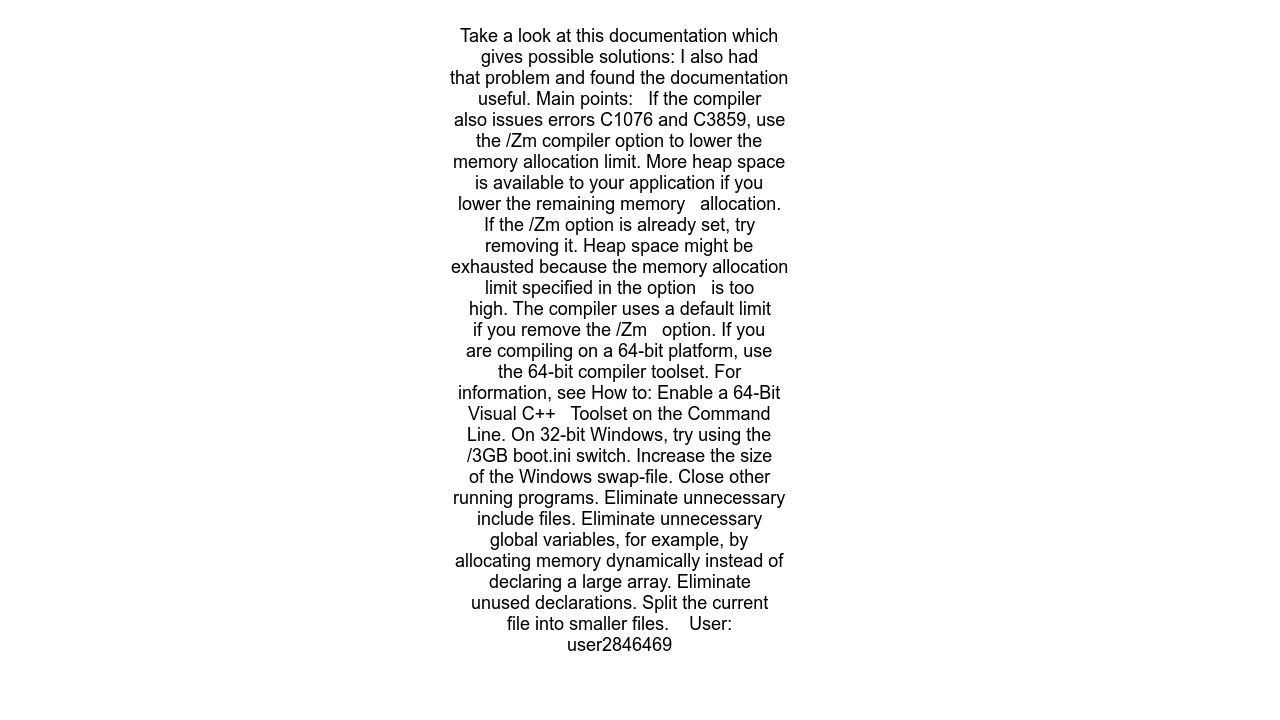 Take a look at this documentation which
gives possible solutions: I also had
that problem and found the documentation
useful. Main points:   If the compiler
also issues errors C1076 and C3859, use
the /Zm compiler option to lower the
memory allocation limit. More heap space
is available to your application if you
lower the remaining memory   allocation.
If the /Zm option is already set, try
removing it. Heap space might be
exhausted because the memory allocation
limit specified in the option   is too
high. The compiler uses a default limit
if you remove the /Zm   option. If you
are compiling on a 64-bit platform, use
the 64-bit compiler toolset. For
information, see How to: Enable a 64-Bit
Visual C++   Toolset on the Command
Line. On 32-bit Windows, try using the
/3GB boot.ini switch. Increase the size
of the Windows swap-file. Close other
running programs. Eliminate unnecessary
include files. Eliminate unnecessary
global variables, for example, by
allocating memory dynamically instead of
declaring a large array. Eliminate
unused declarations. Split the current
file into smaller files.    User:
user2846469